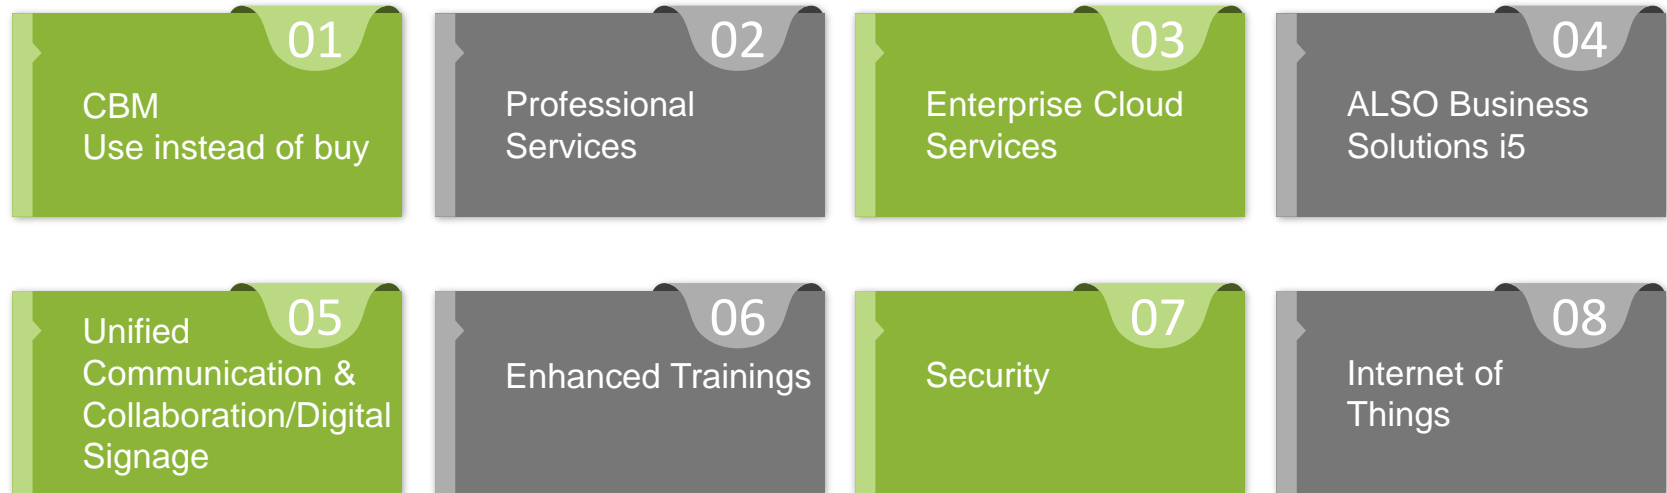 01
CBM
Use instead of buy
02
Professional
Services
03
Enterprise Cloud
Services
04
ALSO Business
Solutions i5
05
Unified
Communication &
Collaboration/Digital
Signage
06
Enhanced Trainings
07
Security
08
Internet of
Things